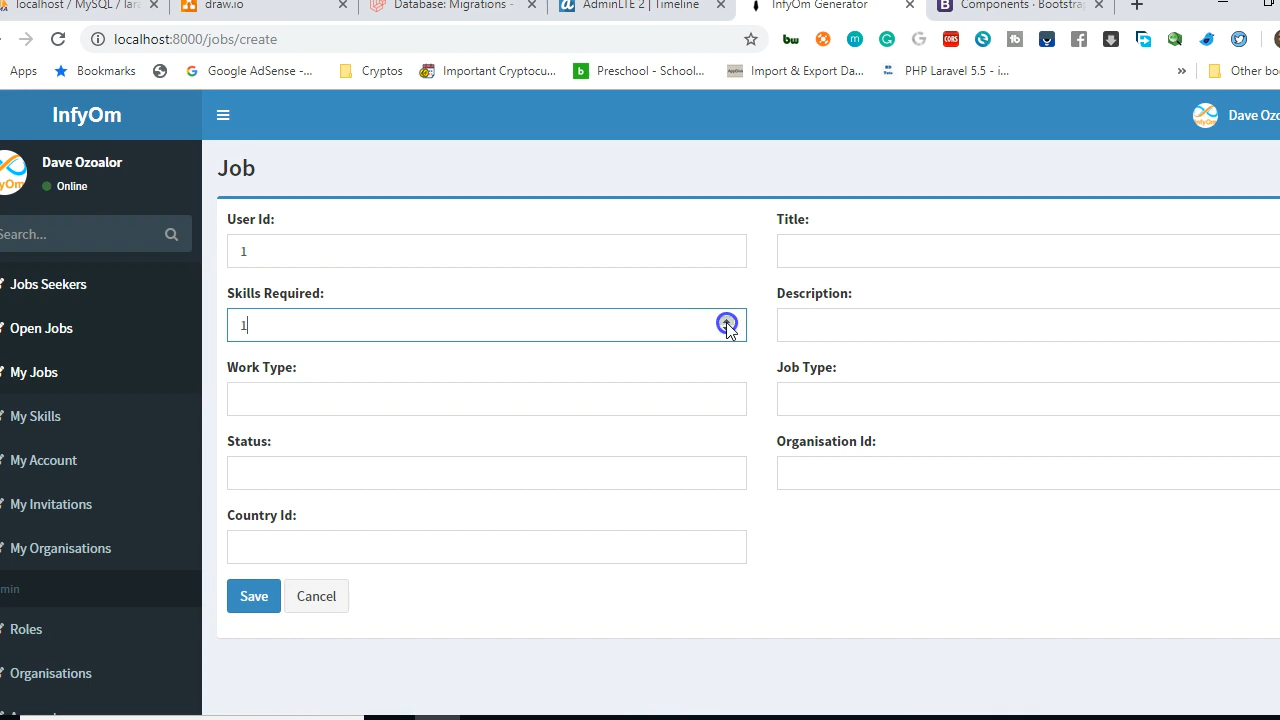 localhost / MySQL / lara
draw.io
Database: Migrations -
AdminLTE 2 | Timeline
InfyOm Generator
Components · Bootstrap
localhost:8000/jobs/create
Apps
Bookmarks
Google AdSense -...
Cryptos
Important Cryptocu...
Preschool - School...
Import & Export Da...
PHP Laravel 5.5 - i...
Other bo
InfyOm
Dave Ozo
Dave Ozoalor
Online
Search...
Jobs Seekers
Open Jobs
My Jobs
My Skills
My Account
My Invitations
My Organisations
min
Roles
Organisations
Job
User Id:
1
Title:
Skills Required:
1
Description:
Work Type:
Job Type:
Status:
Organisation Id:
Country Id:
Save
Cancel